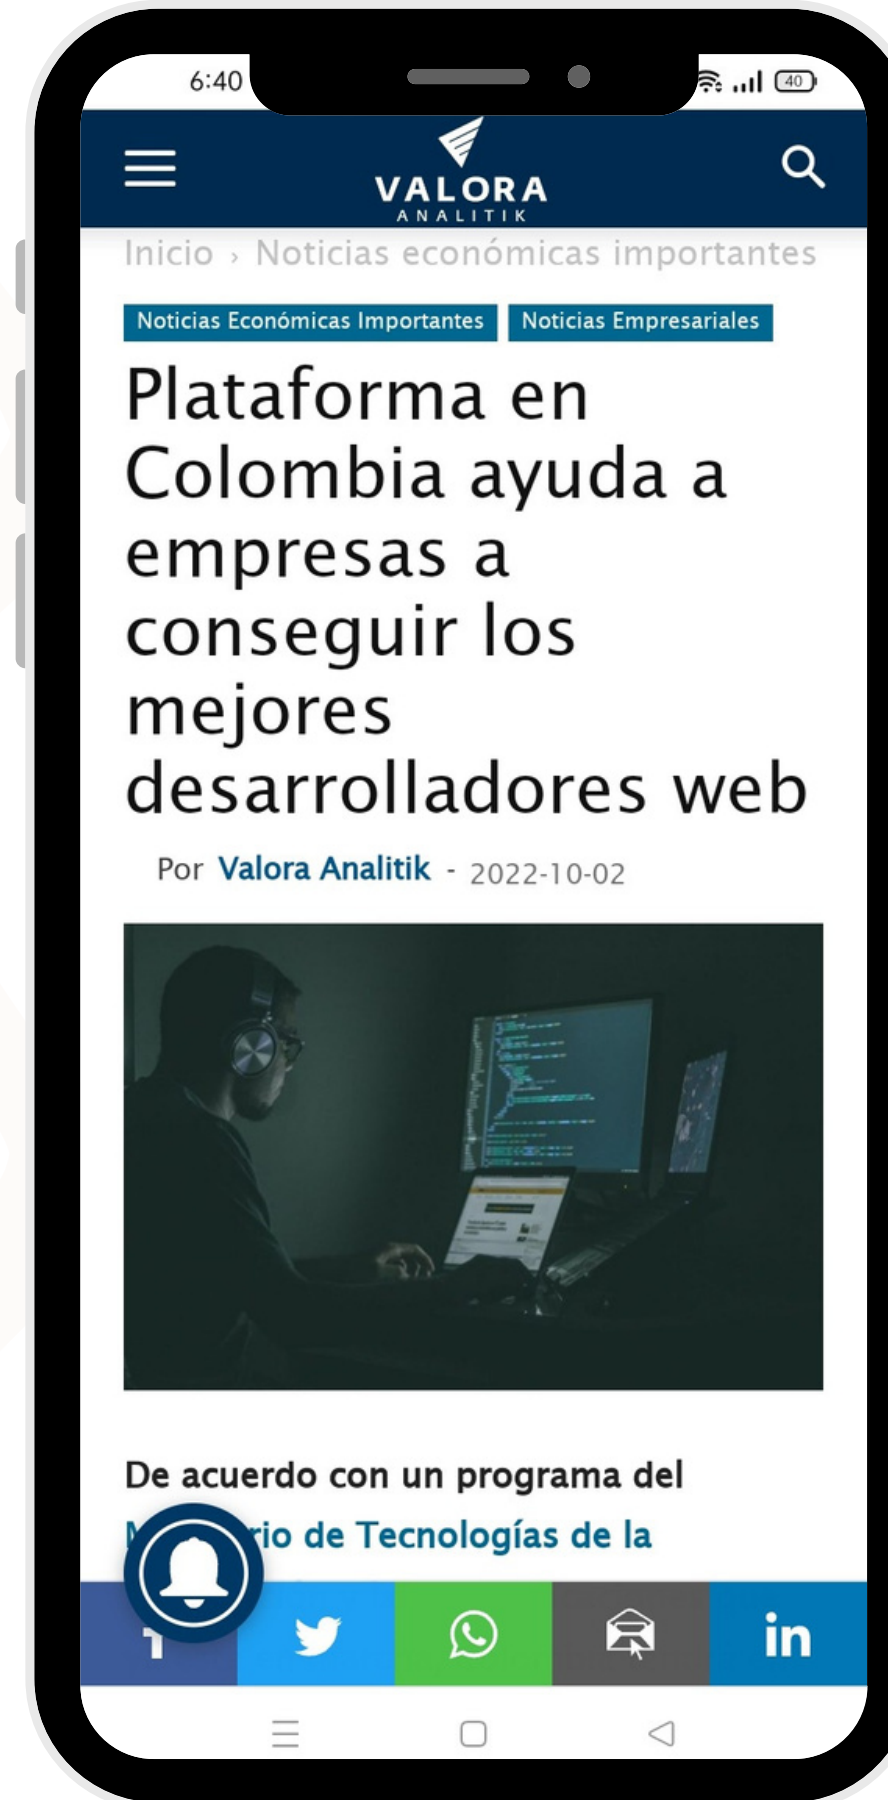 6:40
40
VALORA
ANALITIK
Inicio › Noticias económicas importantes
Noticias Económicas Importantes
Noticias Empresariales
Plataforma en
Colombia ayuda a
empresas a
conseguir los
mejores
desarrolladores web
Por Valora Analitik - 2022-10-02
De acuerdo con un programa del
de Tecnologías de la
in